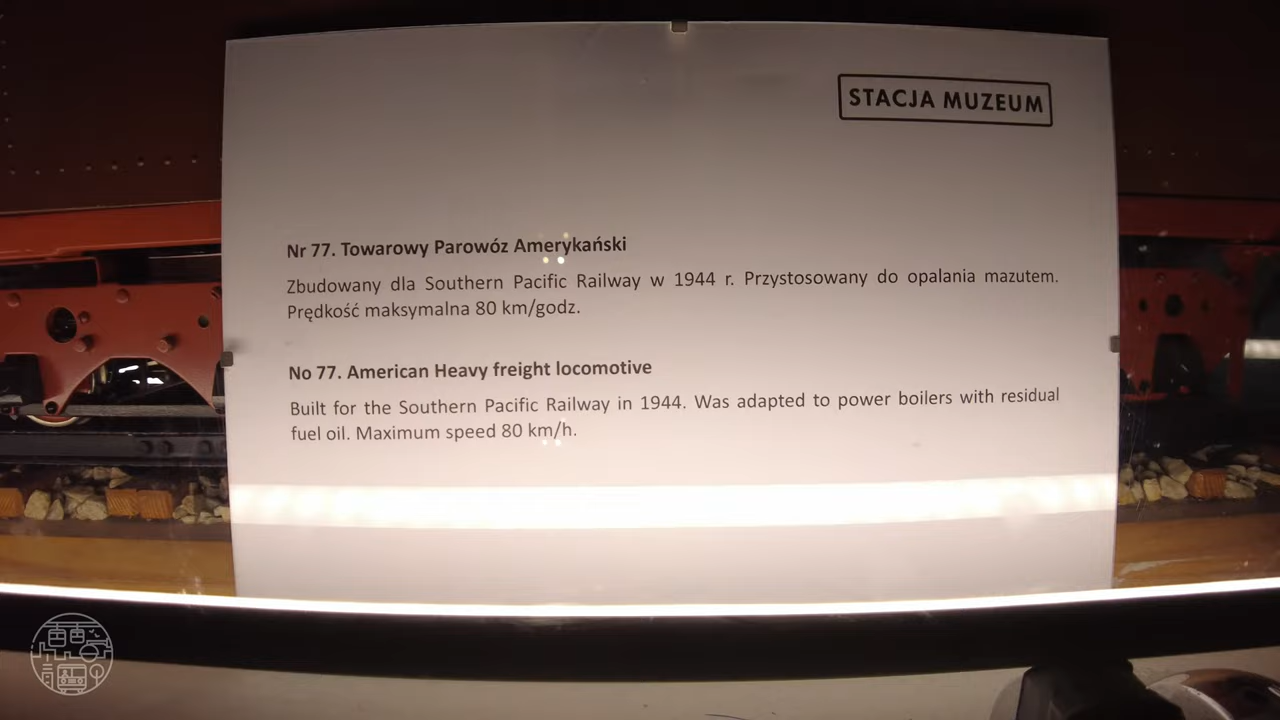 STACJA MUZEUM
Nr 77. Towarowy Parowóz Amerykański
Zbudowany dla Southern Pacific Railway w 1944 r. Przystosowany do opalania mazutem.
Prędkość maksymalna 80 km/godz.
No 77. American Heavy freight locomotive
Built for the Southern Pacific Railway in 1944. Was adapted to power boilers with residual
fuel oil. Maximum speed 80 km/h.